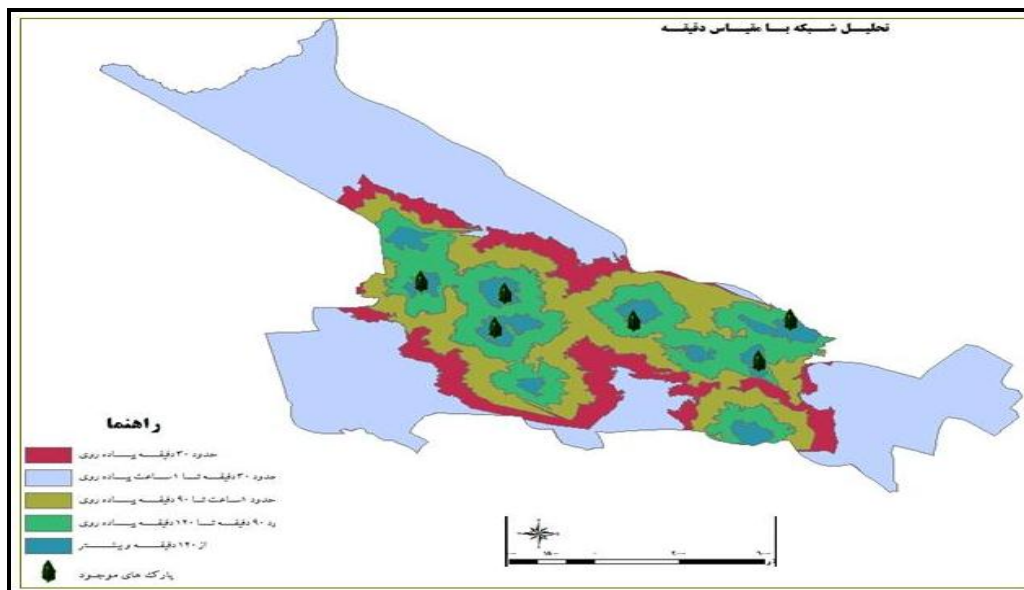 تحلیل شبکه با مقیاس دقیقه
راهنما
حدود ۳۰ دقیقه پیاده روی
حدود ۳۰ دقیقه تا ۱ ساعت پیاده روی
حدود ۱ ساعت تا ۹۰ دقیقه پیاده روی
رد ۹۰ دقیقه تا ۱۲۰ دقیقه پیاده روی
از ۱۲۰ دقیقه و بیشتر
پارک های موجود